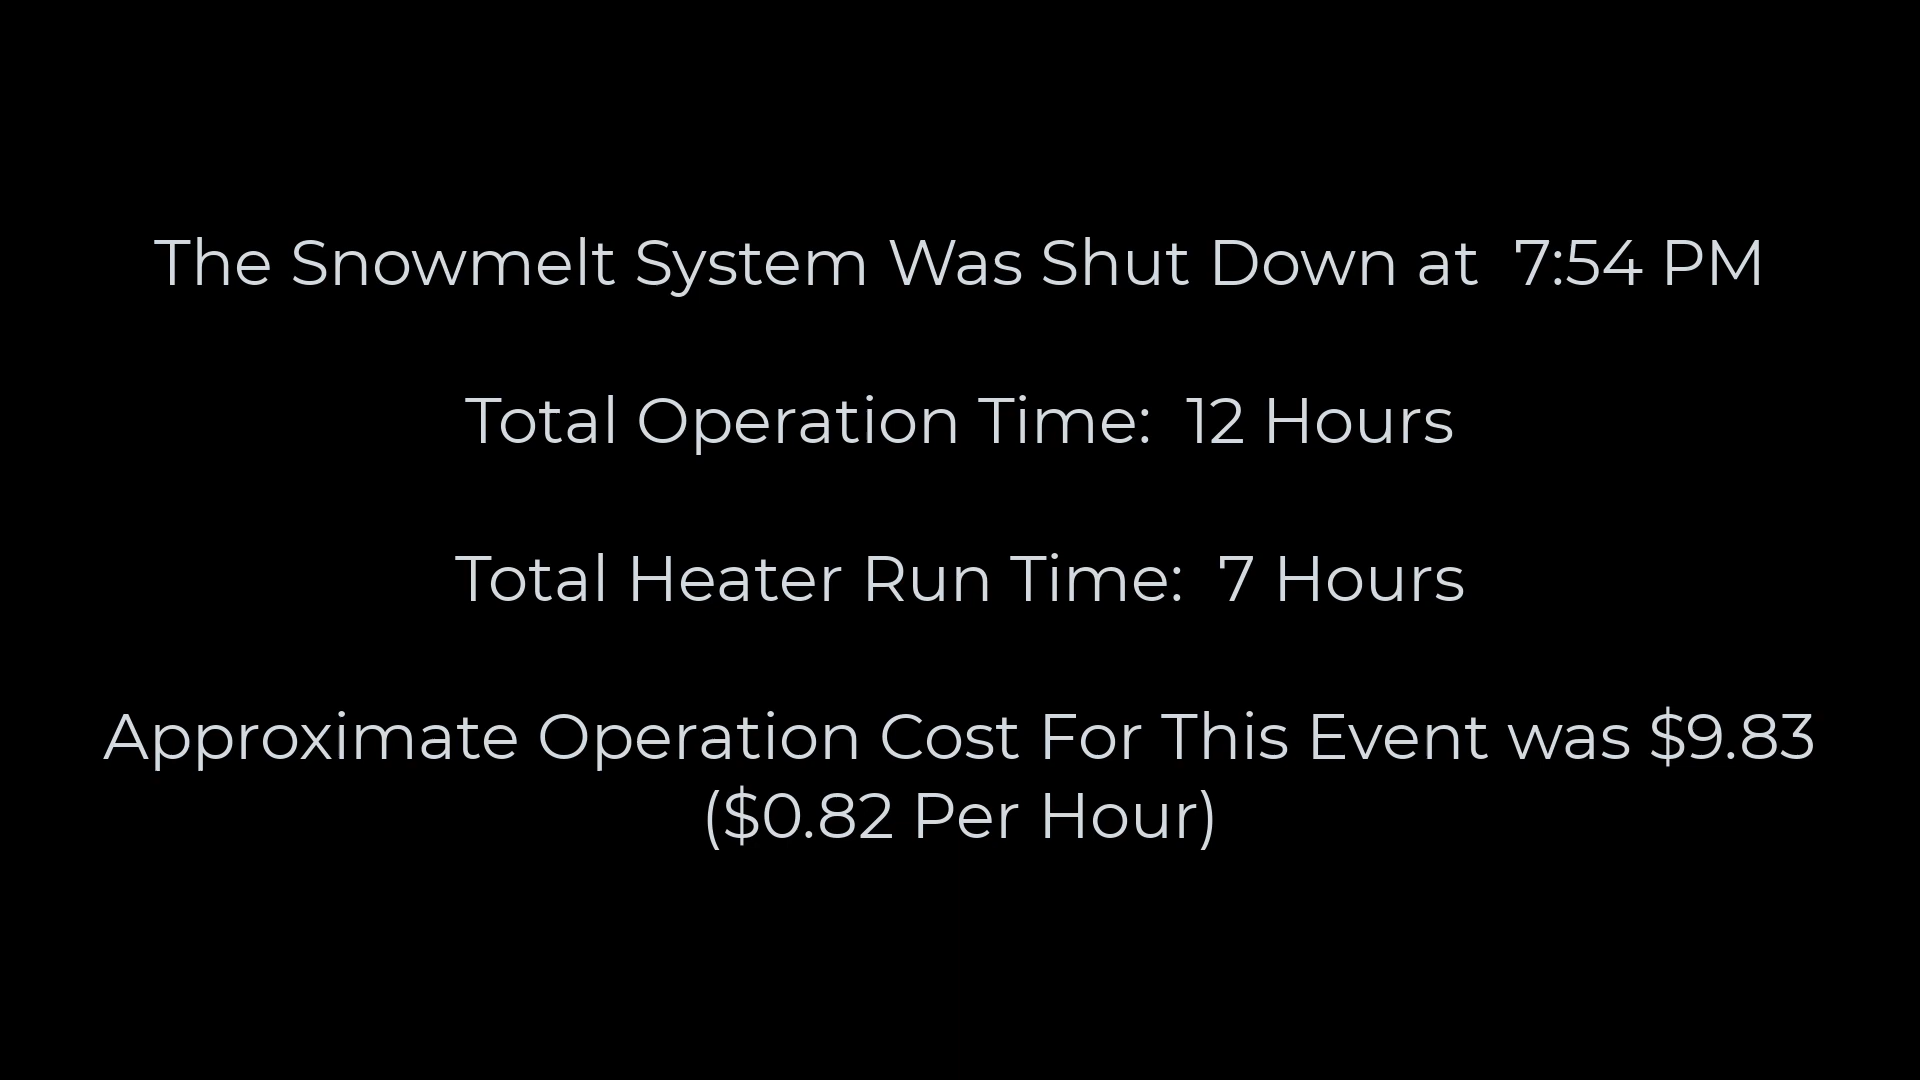 The Snowmelt System Was Shut Down at  7:54 PM
Total Operation Time:  12 Hours
Total Heater Run Time:  7 Hours
Approximate Operation Cost For This Event was $9.83
($0.82 Per Hour)